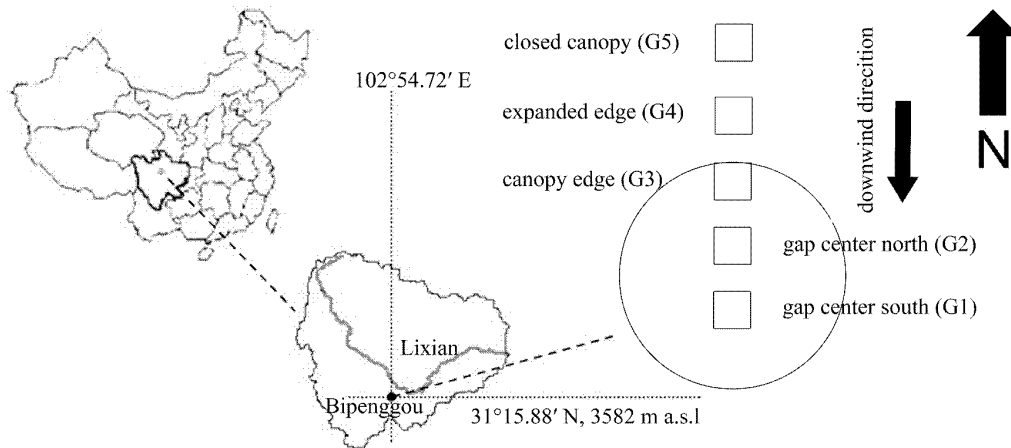 closed canopy (G5)
102°54.72′ E
expanded edge (G4)
canopy edge (G3)
downwind direction
N
gap center north (G2)
gap center south (G1)
Lixian
Bipenggou
31°15.88′ N, 3582 m a.s.l